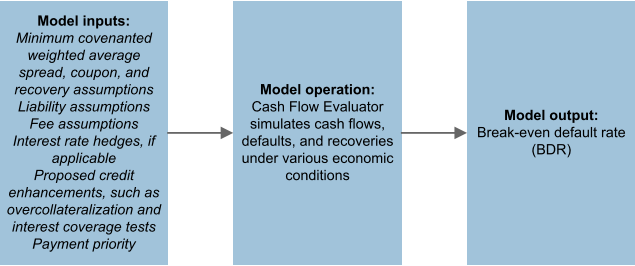 Model inputs:
Minimum covenanted
weighted average
spread, coupon, and
recovery assumptions
Liability assumptions
Fee assumptions
Interest rate hedges, if
applicable
Proposed credit
enhancements, such as
overcollateralization and
interest coverage tests
Payment priority
Model operation:
Cash Flow Evaluator
simulates cash flows,
defaults, and recoveries
under various economic
conditions
Model output:
Break-even default rate
(BDR)